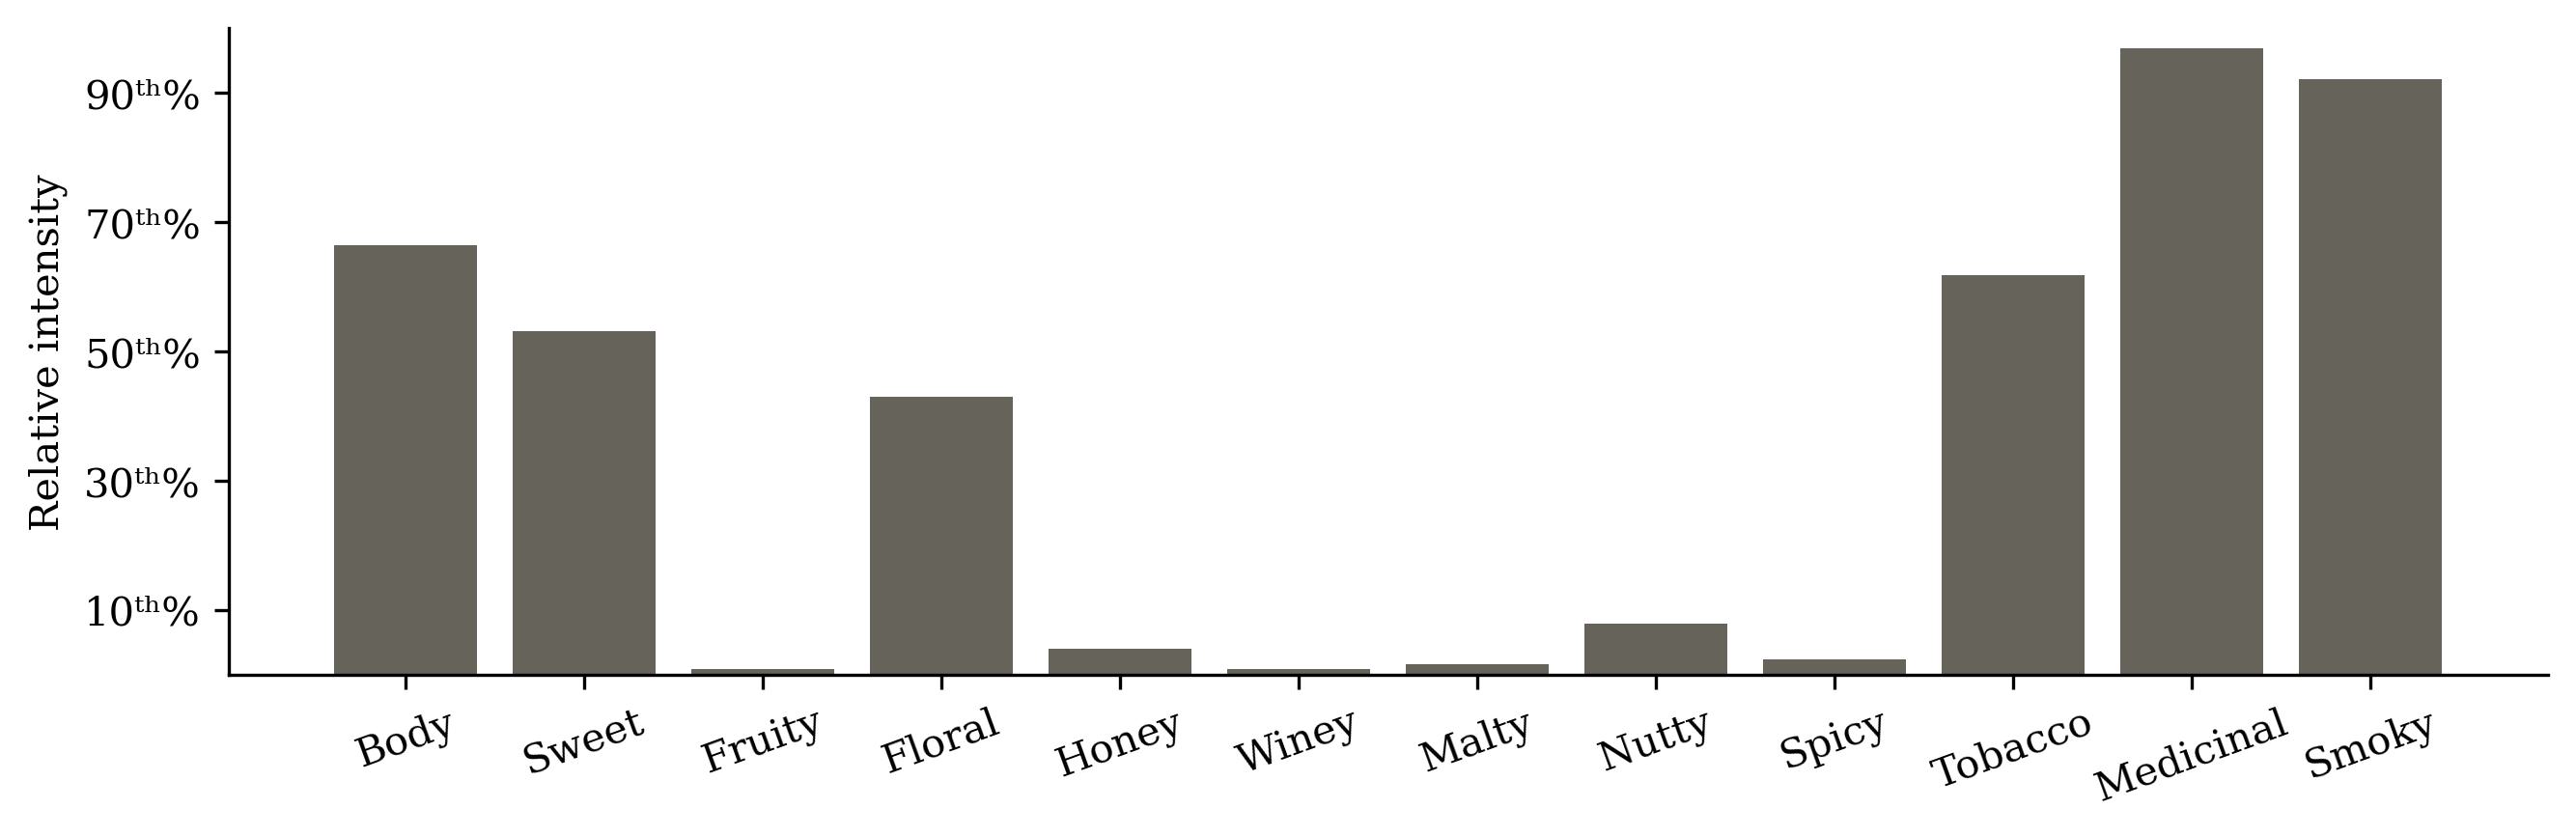 Relative intensity
90ᵗʰ%
70ᵗʰ%
50ᵗʰ%
30ᵗʰ%
10ᵗʰ%
Body
Sweet
Fruity
Floral
Honey
Winey
Malty
Nutty
Spicy
Tobacco
Medicinal
Smoky